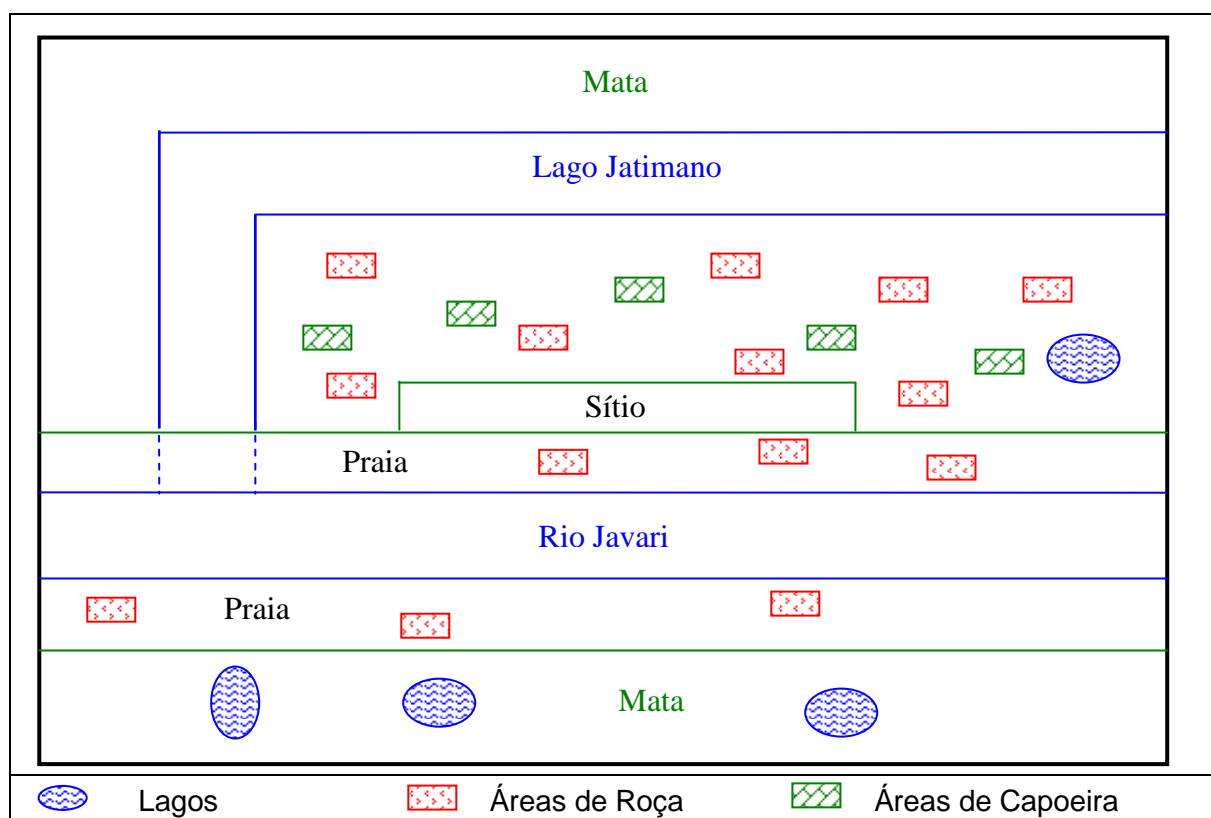 Mata
Lago Jatimano
Sítio
Praia
Rio Javari
Praia
Mata
Lagos Áreas de Roça Áreas de Capoeira